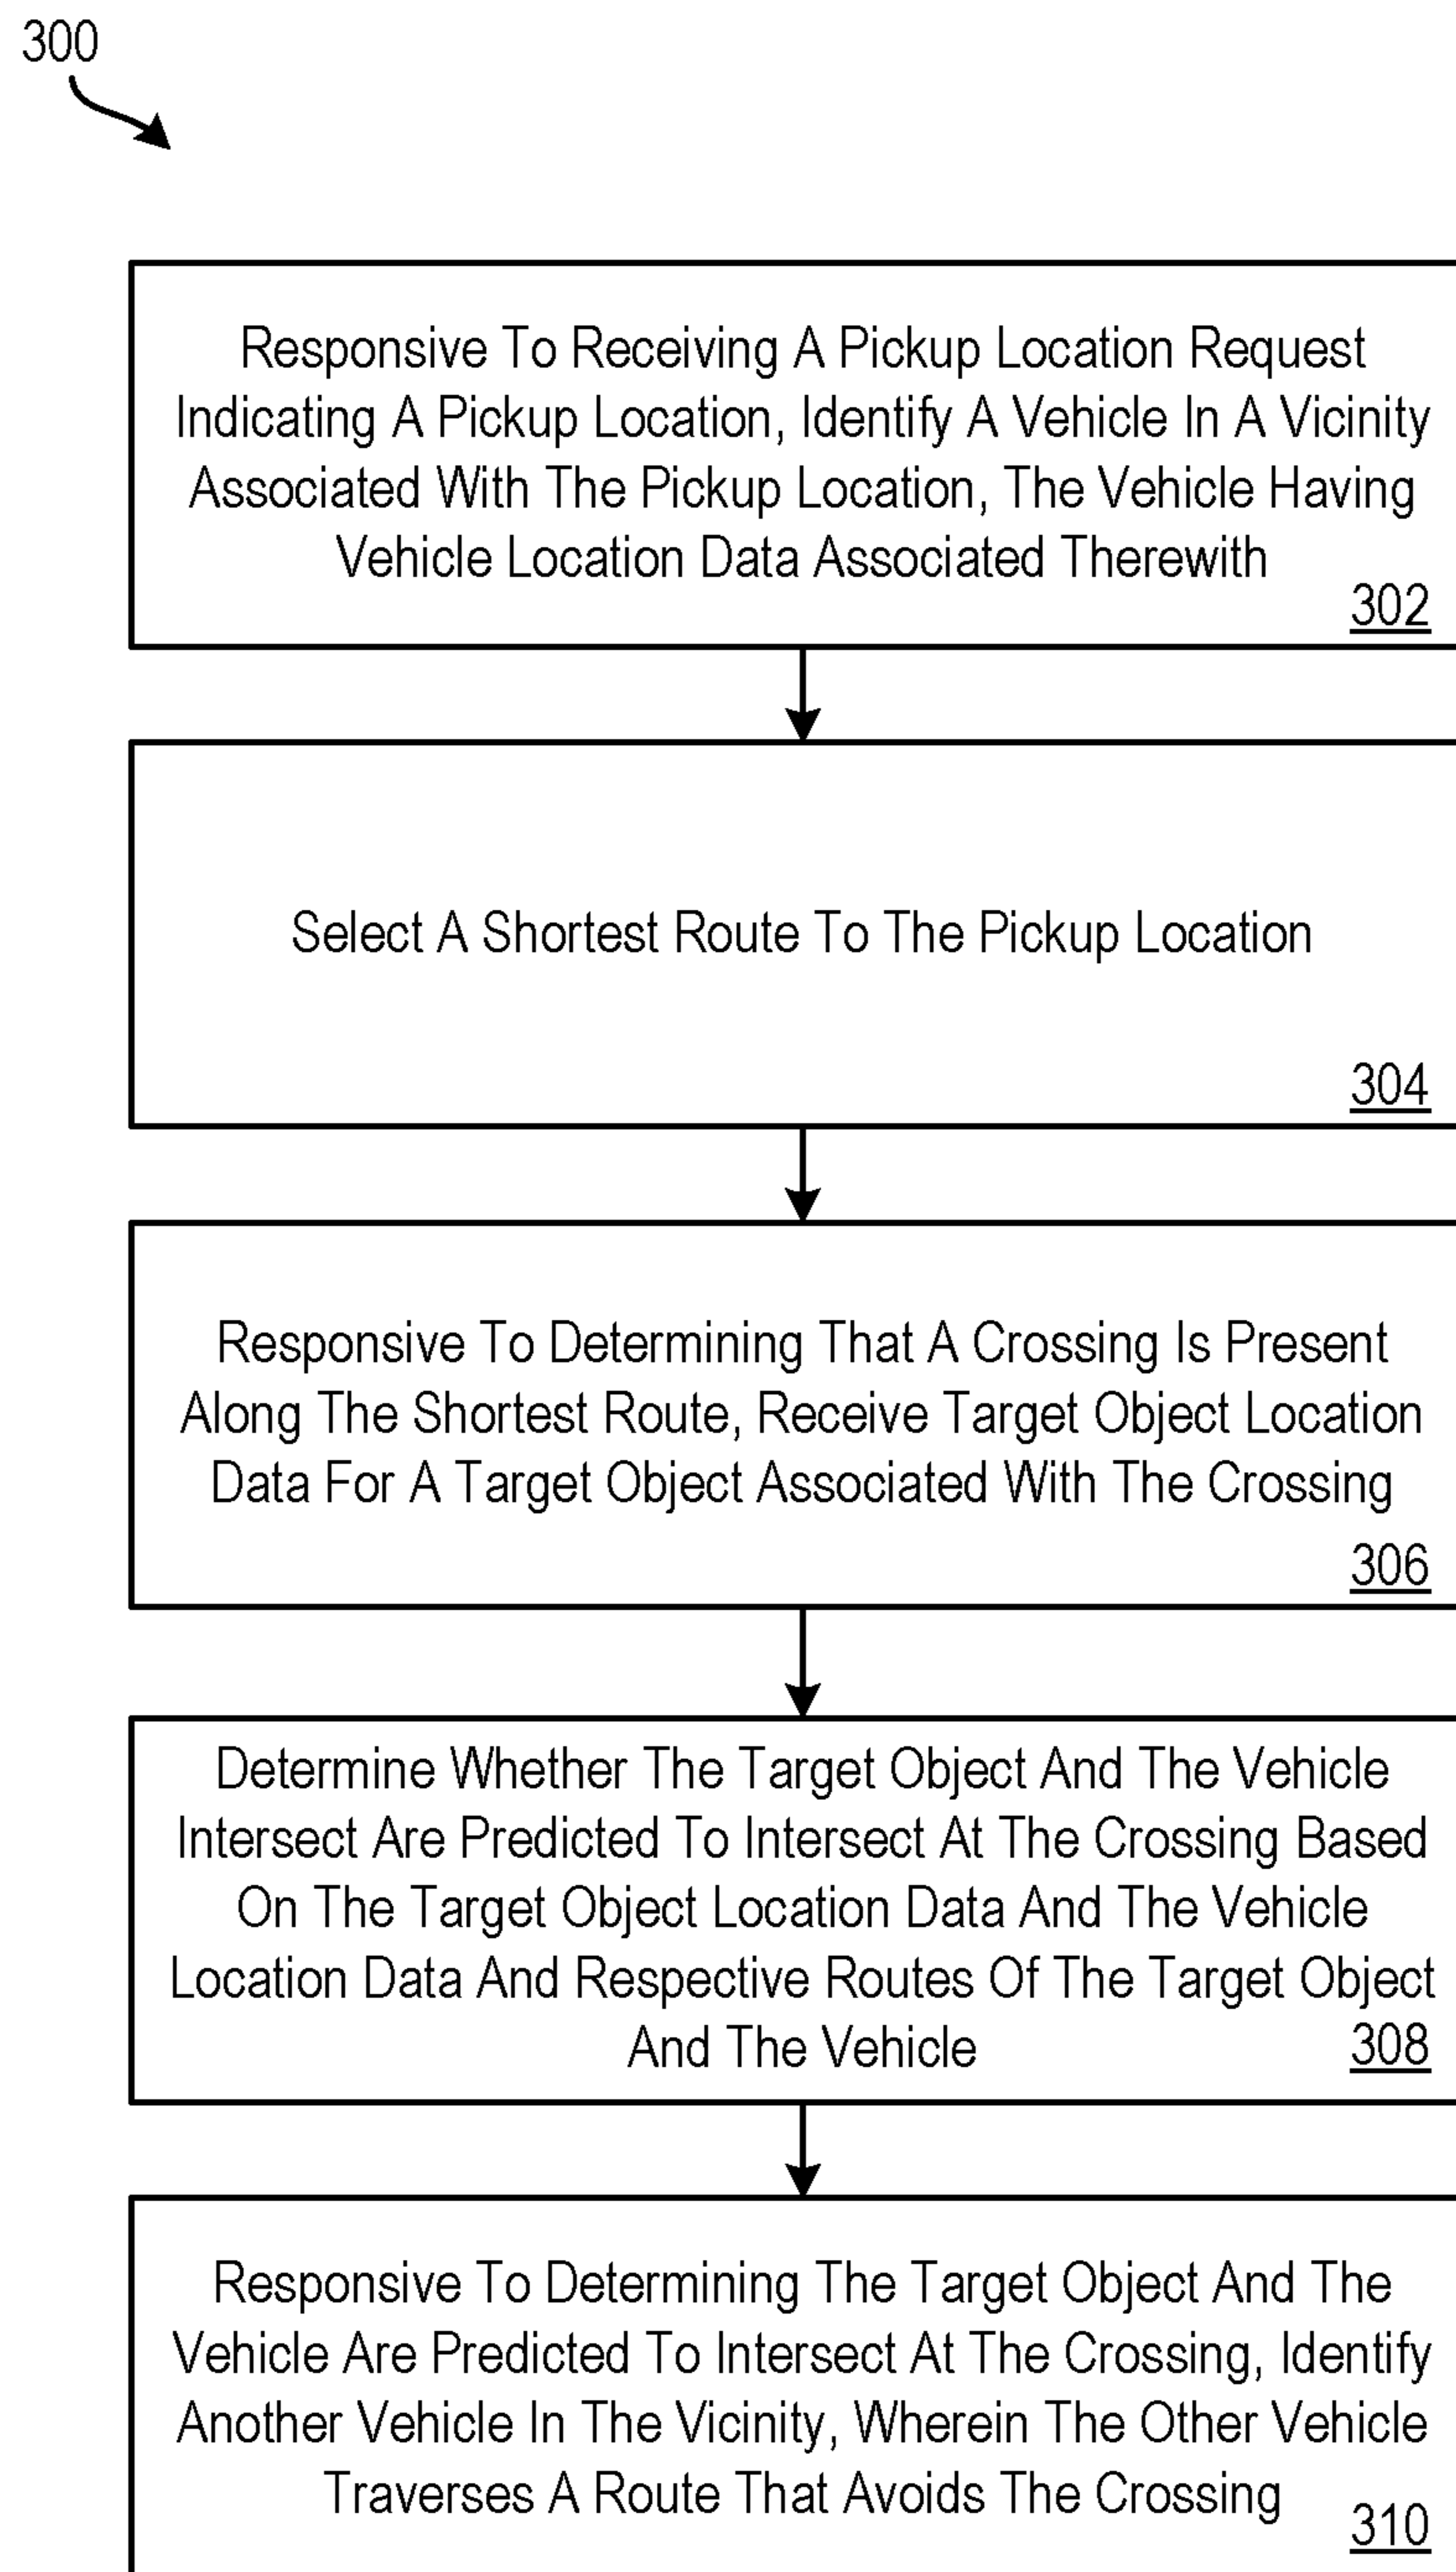 300
Responsive To Receiving A Pickup Location Request
Indicating A Pickup Location, Identify A Vehicle In A Vicinity
Associated With The Pickup Location, The Vehicle Having
Vehicle Location Data Associated Therewith
302
Select A Shortest Route To The Pickup Location
304
Responsive To Determining That A Crossing Is Present
Along The Shortest Route, Receive Target Object Location
Data For A Target Object Associated With The Crossing
306
Determine Whether The Target Object And The Vehicle
Intersect Are Predicted To Intersect At The Crossing Based
On The Target Object Location Data And The Vehicle
Location Data And Respective Routes Of The Target Object
And The Vehicle
308
Responsive To Determining The Target Object And The
Vehicle Are Predicted To Intersect At The Crossing, Identify
Another Vehicle In The Vicinity, Wherein The Other Vehicle
Traverses A Route That Avoids The Crossing
310